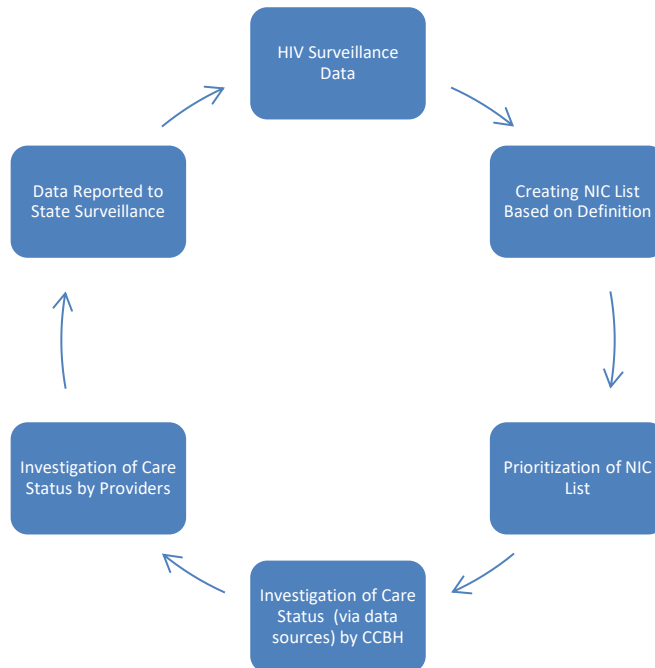 HIV Surveillance
Data
Creating NIC List
Based on Definition
Prioritization of NIC
List
Investigation of Care
Status (via data
sources) by CCBH
Investigation of Care
Status by Providers
Data Reported to
State Surveillance